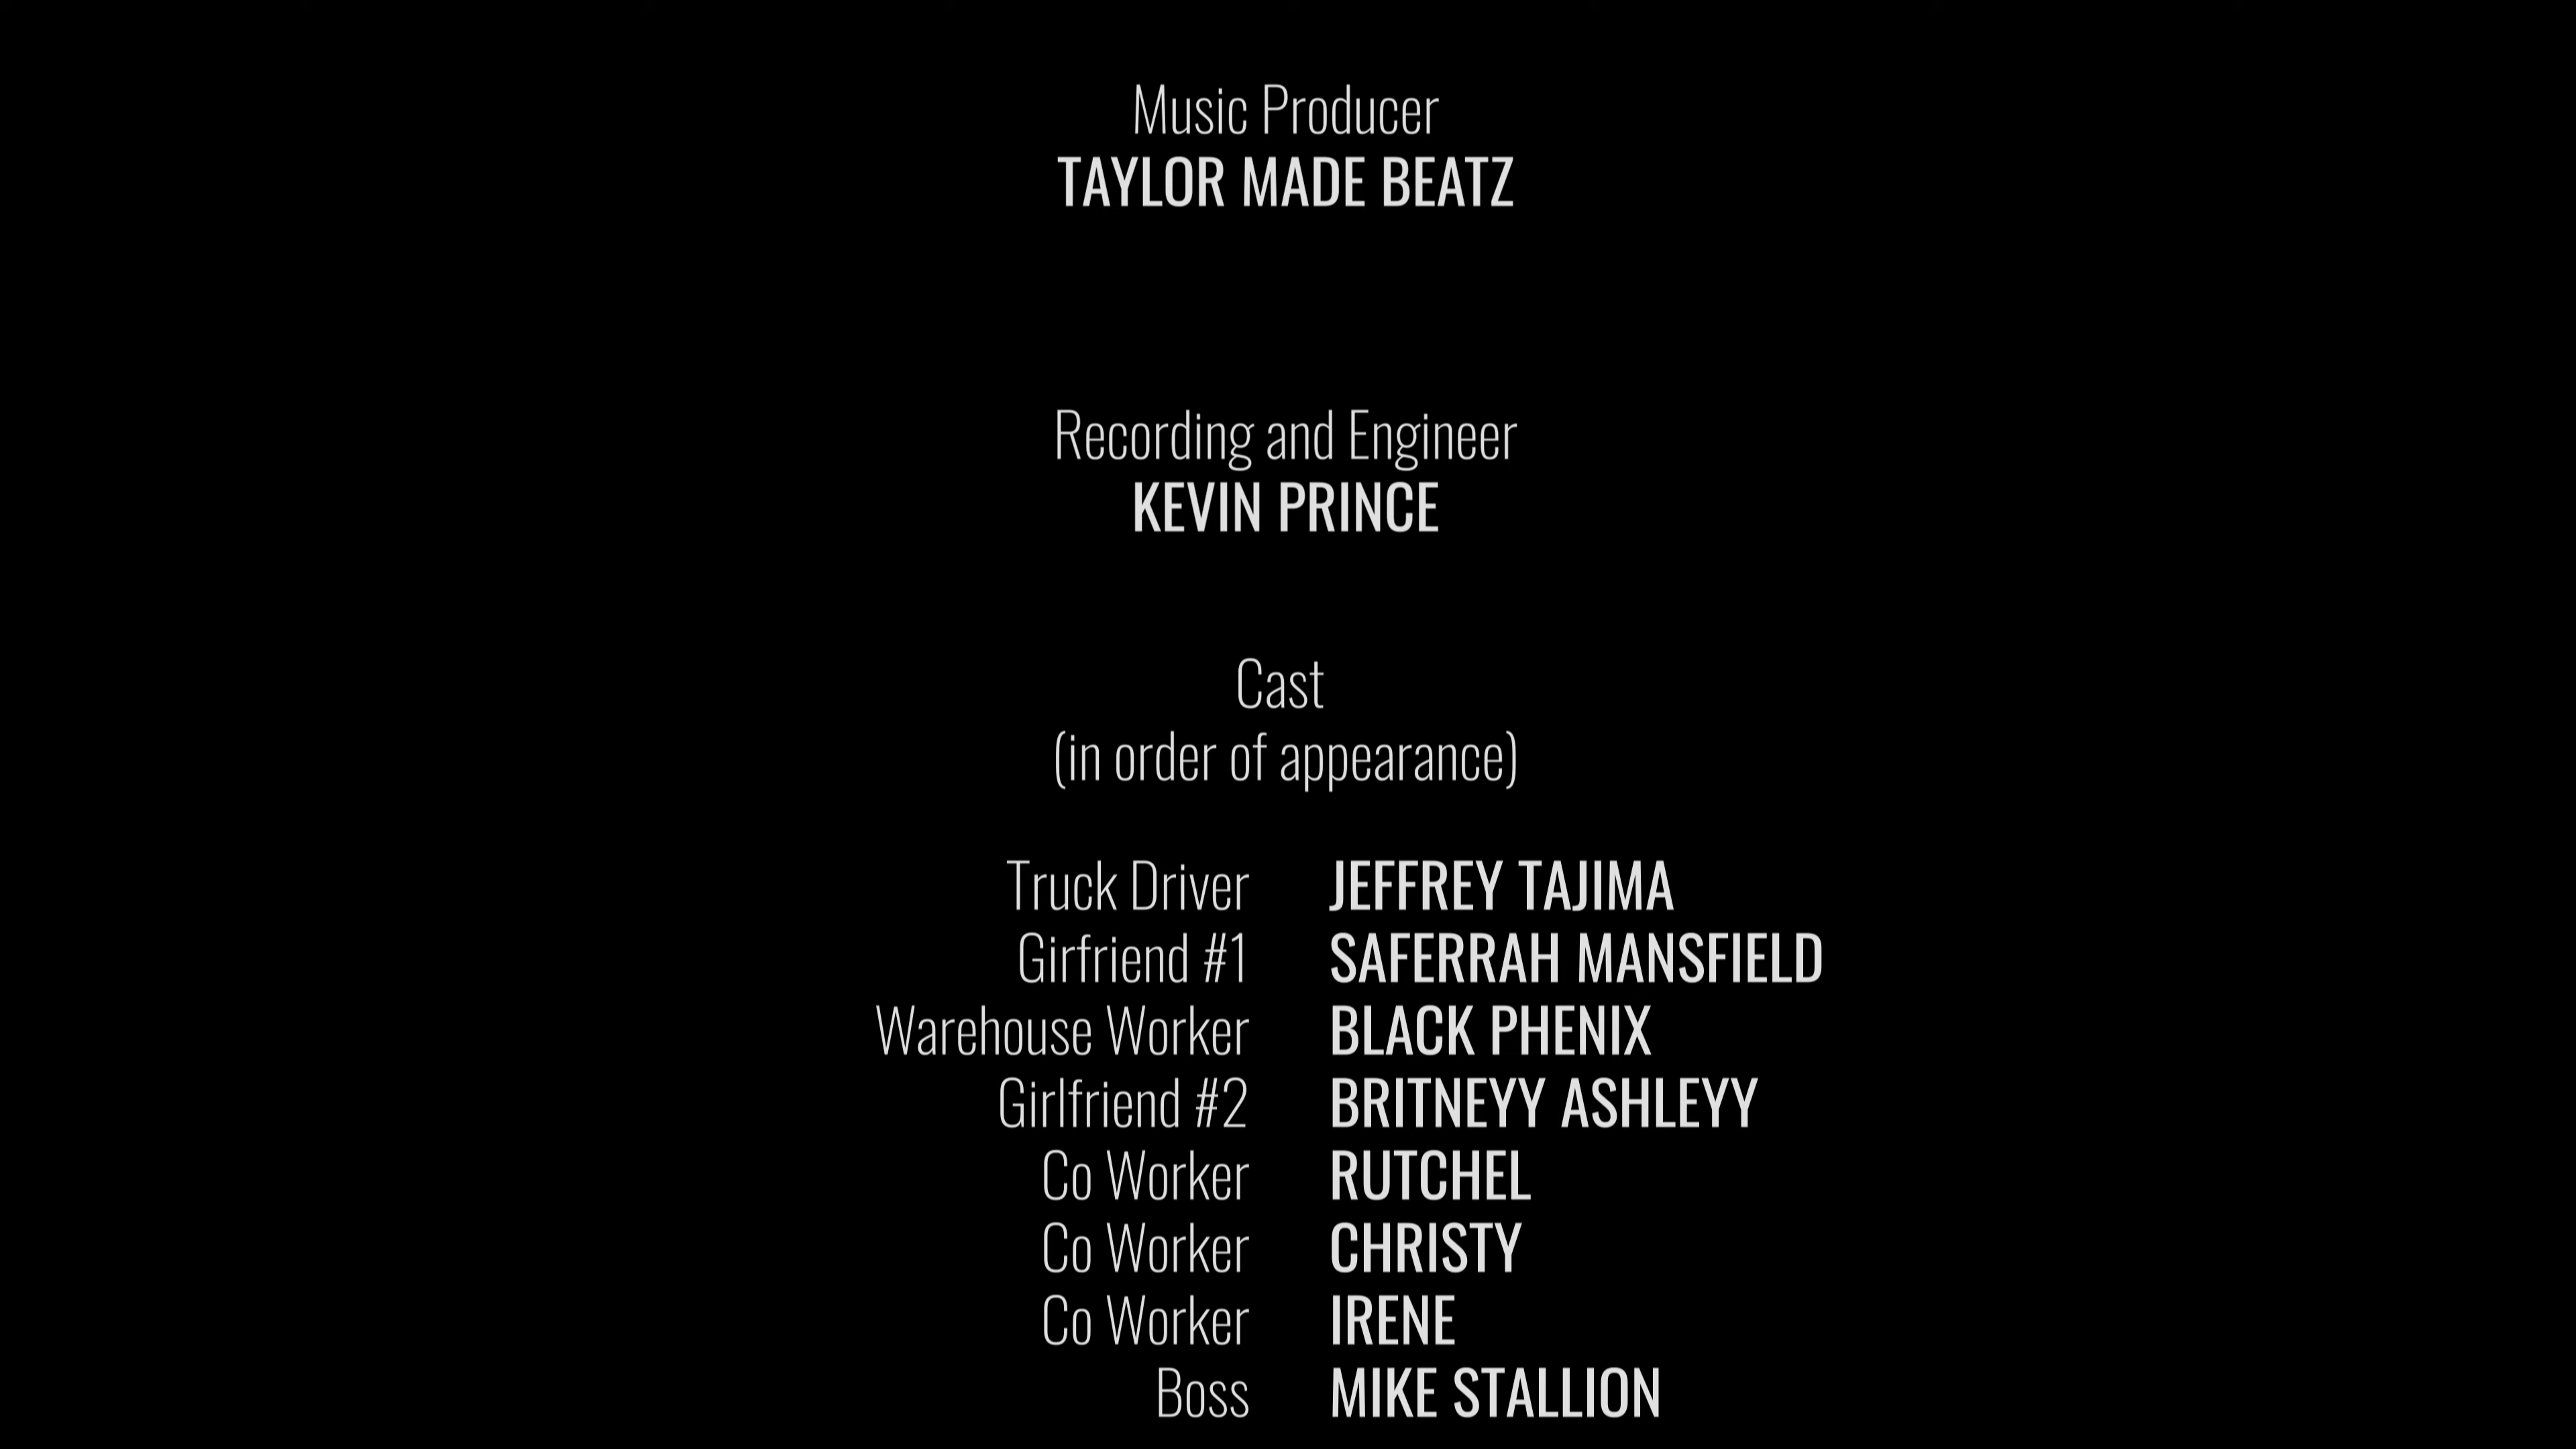 Music Producer
TAYLOR MADE BEATZ
Recording and Engineer
KEVIN PRINCE
Cast
(in order of appearance)
Truck Driver JEFFREY TAJIMA
Girfriend #1 SAFERRAH MANSFIELD
Warehouse Worker BLACK PHENIX
Girlfriend #2 BRITNEYY ASHLEYY
Co Worker RUTCHEL
Co Worker CHRISTY
Co Worker IRENE
Boss MIKE STALLION